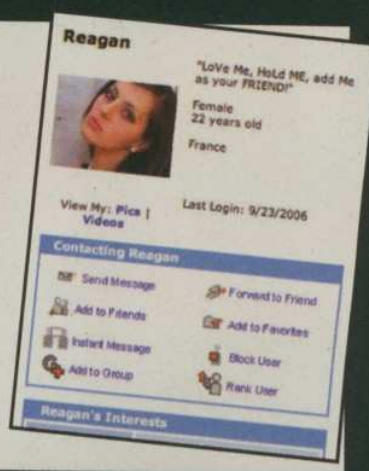 Reagan
"LoVe Me, HoLd ME, add Me
as your FRIEND!"
Female
22 years old
France
View My: Pics |
Videos
Last Login: 9/23/2006
Contacting Reagan
Send Message
Forward to Friend
Add to Friends
Add to Favorites
Instant Message
Block User
Add to Group
Rank User
Reagan's Interests